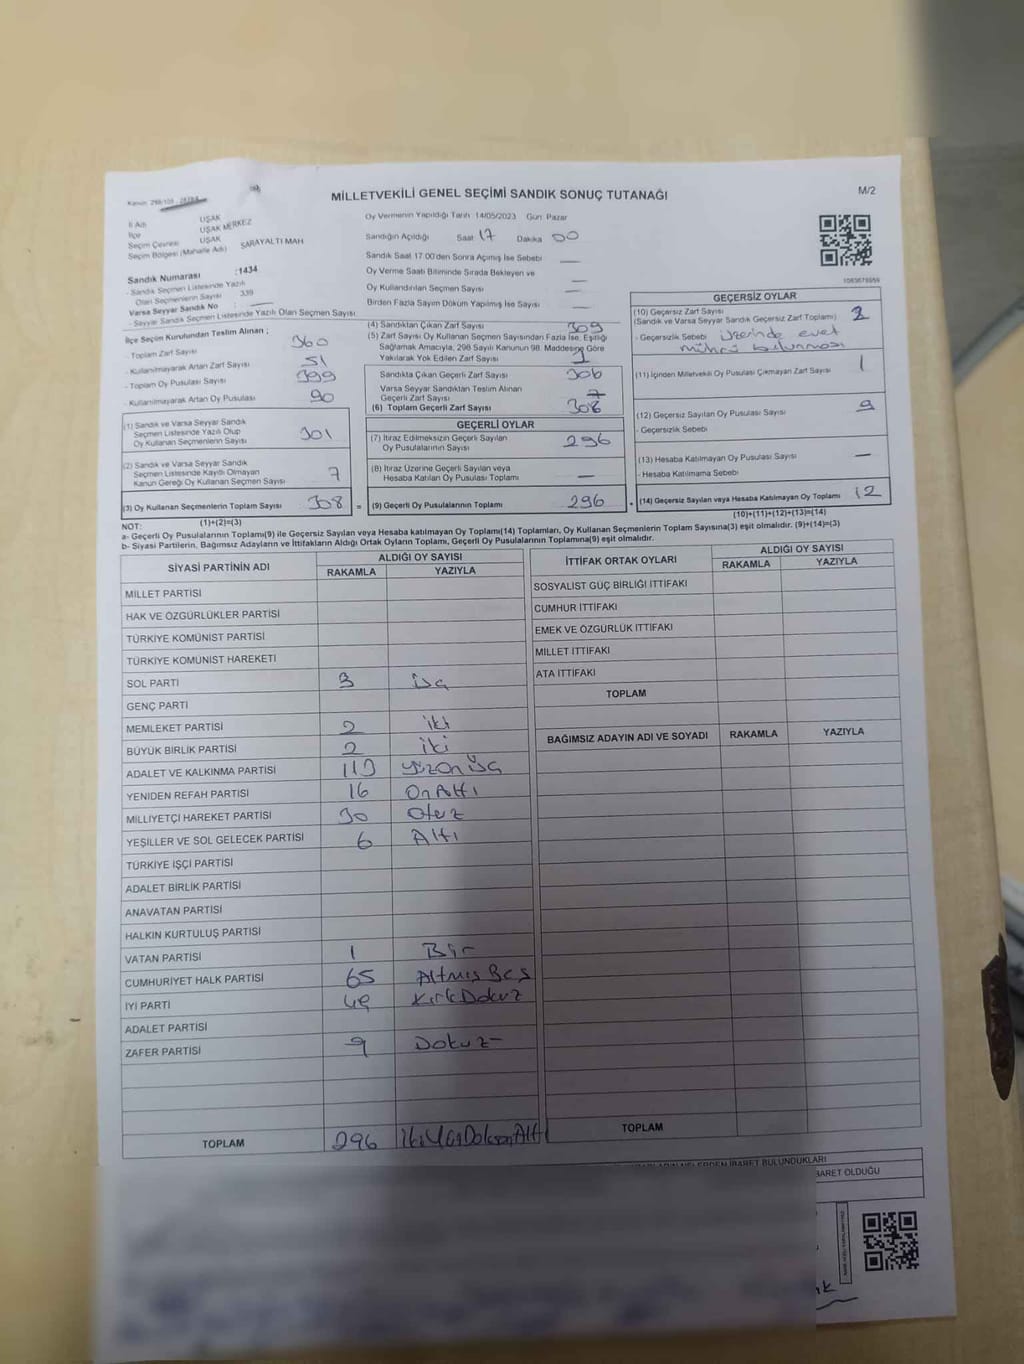 MİLLETVEKİLİ GENEL SEÇİMİ SANDIK SONUÇ TUTANAĞI
M/2
İl Adı UŞAK
İlçe UŞAK MERKEZ
Seçim Çevresi UŞAK
Seçim Bölgesi (Mahalle Adı) SARAYALTI MAH
Sandık Numarası :1434
- Sandık Seçmen Listesinde Yazılı
Olan Seçmenlerin Sayısı 339
Varsa Seyyar Sandık No :
- Seyyar Sandık Seçmen Listesinde Yazılı Olan Seçmen Sayısı
Oy Vermenin Yapıldığı Tarih 14/05/2023 Gün Pazar
Sandığın Açıldığı Saat 17 Dakika 00
Sandık Saat 17:00'den Sonra Açılmış İse Sebebi —
Oy Verme Saati Bitiminde Sırada Bekleyen ve
Oy Kullandırılan Seçmen Sayısı —
Birden Fazla Sayım Döküm Yapılmış İse Sayısı —
1083678959
İlçe Seçim Kurulundan Teslim Alınan ;
- Toplam Zarf Sayısı 360
- Kullanılmayarak Artan Zarf Sayısı 51
- Toplam Oy Pusulası Sayısı 399
- Kullanılmayarak Artan Oy Pusulası 90
(1) Sandık ve Varsa Seyyar Sandık
Seçmen Listesinde Yazılı Olup
Oy Kullanan Seçmenlerin Sayısı 301
(2) Sandık ve Varsa Seyyar Sandık
Seçmen Listesinde Kayıtlı Olmayan
Kanun Gereği Oy Kullanan Seçmen Sayısı 7
(3) Oy Kullanan Seçmenlerin Toplam Sayısı 308 =
(1)+(2)=(3)
(4) Sandıktan Çıkan Zarf Sayısı 309
(5) Zarf Sayısı Oy Kullanan Seçmen Sayısından Fazla İse, Eşitliği
Sağlamak Amacıyla, 298 Sayılı Kanunun 98. Maddesine Göre
Yakılarak Yok Edilen Zarf Sayısı 1
Sandıkta Çıkan Geçerli Zarf Sayısı 306
Varsa Seyyar Sandıktan Teslim Alınan
Geçerli Zarf Sayısı
(6) Toplam Geçerli Zarf Sayısı 306
GEÇERLİ OYLAR
(7) İtiraz Edilmeksizin Geçerli Sayılan
Oy Pusulalarının Sayısı 296
(8) İtiraz Üzerine Geçerli Sayılan veya
Hesaba Katılan Oy Pusulası Toplamı —
(9) Geçerli Oy Pusulalarının Toplamı 296 +
GEÇERSİZ OYLAR
(10) Geçersiz Zarf Sayısı
(Sandık ve Varsa Seyyar Sandık Geçersiz Zarf Toplamı) 2
- Geçersizlik Sebebi üzerinde evet
mührü bulunması
(11) İçinden Milletvekili Oy Pusulası Çıkmayan Zarf Sayısı 1
(12) Geçersiz Sayılan Oy Pusulası Sayısı 9
- Geçersizlik Sebebi
(13) Hesaba Katılmayan Oy Pusulası Sayısı —
- Hesaba Katılmama Sebebi —
(14) Geçersiz Sayılan veya Hesaba Katılmayan Oy Toplamı 12
(10)+(11)+(12)+(13)=(14)
NOT:
a- Geçerli Oy Pusulalarının Toplamı(9) ile Geçersiz Sayılan veya Hesaba katılmayan Oy Toplamı(14) Toplamları, Oy Kullanan Seçmenlerin Toplam Sayısına(3) eşit olmalıdır. (9)+(14)=(3)
b- Siyasi Partilerin, Bağımsız Adayların ve İttifakların Aldığı Oyların Toplamı, Geçerli Oy Pusulalarının Toplamına(9) eşit olmalıdır.
SİYASİ PARTİNİN ADI ALDIĞI OY SAYISI
RAKAMLA YAZIYLA
MİLLET PARTİSİ
HAK VE ÖZGÜRLÜKLER PARTİSİ
TÜRKİYE KOMÜNİST PARTİSİ
TÜRKİYE KOMÜNİST HAREKETİ
SOL PARTİ 3 üç
GENÇ PARTİ
MEMLEKET PARTİSİ 2 iki
BÜYÜK BİRLİK PARTİSİ 2 iki
ADALET VE KALKINMA PARTİSİ 113 Yüzon üç
YENİDEN REFAH PARTİSİ 16 OnAltı
MİLLİYETÇİ HAREKET PARTİSİ 30 Otuz
YEŞİLLER VE SOL GELECEK PARTİSİ 6 Altı
TÜRKİYE İŞÇİ PARTİSİ
ADALET BİRLİK PARTİSİ
ANAVATAN PARTİSİ
HALKIN KURTULUŞ PARTİSİ
VATAN PARTİSİ 1 Bir
CUMHURİYET HALK PARTİSİ 65 Altmış Beş
İYİ PARTİ 49 KırkDokuz
ADALET PARTİSİ
ZAFER PARTİSİ 9 Dokuz
TOPLAM 296 İkiYüzDoksanAltı
İTTİFAK ORTAK OYLARI ALDIĞI OY SAYISI
RAKAMLA YAZIYLA
SOSYALİST GÜÇ BİRLİĞİ İTTİFAKI
CUMHUR İTTİFAKI
EMEK VE ÖZGÜRLÜK İTTİFAKI
MİLLET İTTİFAKI
ATA İTTİFAKI
TOPLAM
BAĞIMSIZ ADAYIN ADI VE SOYADI RAKAMLA YAZIYLA
TOPLAM
İBARET BULUNDUKLARI
BARET OLDUĞU